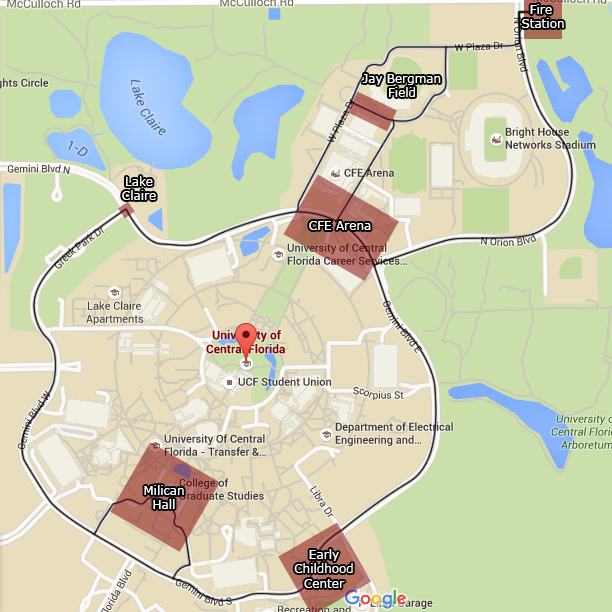 McCulloch Rd
McCulloch Rd
Fire
Station
N Orion Blvd
W Plaza Dr
Jay Bergman
Field
W Plaza Dr
Lake Claire
ghts Circle
1-D
Bright House
Networks Stadium
Gemini Blvd N
CFE Arena
Lake
Claire
CFE Arena
Greek Park Dr
N Orion Blvd
University of Central
Florida Career Services...
Lake Claire
Apartments
Gemini Blvd E
University of
Central Florida
UCF Student Union
Scorpius St
Gemini Blvd W
University of
Central Florida
Arboretum
Department of Electrical
Engineering and...
University Of Central
Florida - Transfer &...
College of
Graduate Studies
Milican
Hall
Libra Dr
Early
Childhood
Center
Florida Blvd
Gemini Blvd S
Google
Garage
Recreation and